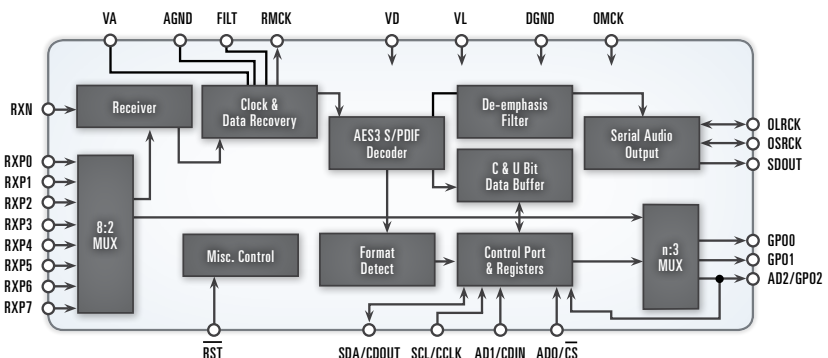 VA AGND FILT RMCK VD VL DGND OMCK
RXN
Receiver
Clock &
Data Recovery
AES3 S/PDIF
Decoder
De-emphasis
Filter
Serial Audio
Output
OLRCK
OSRCK
SDOUT
RXP0
RXP1
RXP2
RXP3
RXP4
RXP5
RXP6
RXP7
8:2
MUX
C & U Bit
Data Buffer
Misc. Control
Format
Detect
Control Port
& Registers
n:3
MUX
GPO0
GPO1
AD2/GPO2
RST SDA/CDOUT SCL/CCLK AD1/CDIN AD0/CS